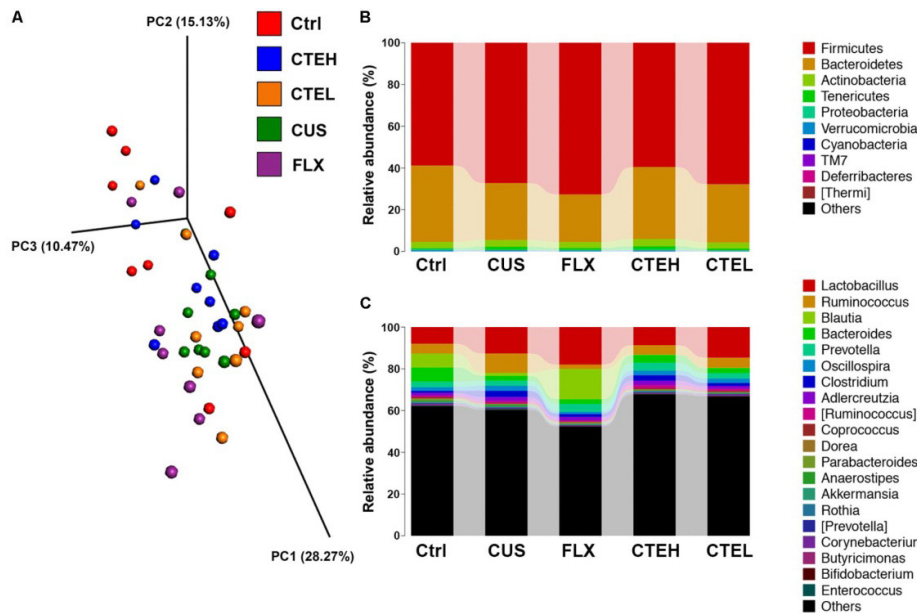 A
PC2 (15.13%)
PC3 (10.47%)
PC1 (28.27%)
Ctrl
CTEH
CTEL
CUS
FLX
B
Relative abundance (%)
100
80
60
40
20
0
Ctrl
CUS
FLX
CTEH
CTEL
Firmicutes
Bacteroidetes
Actinobacteria
Tenericutes
Proteobacteria
Verrucomicrobia
Cyanobacteria
TM7
Deferribacteres
[Thermi]
Others
C
Relative abundance (%)
100
80
60
40
20
0
Ctrl
CUS
FLX
CTEH
CTEL
Lactobacillus
Ruminococcus
Blautia
Bacteroides
Prevotella
Oscillospira
Clostridium
Adlercreutzia
[Ruminococcus]
Coprococcus
Dorea
Parabacteroides
Anaerostipes
Akkermansia
Rothia
[Prevotella]
Corynebacterium
Butyricimonas
Bifidobacterium
Enterococcus
Others